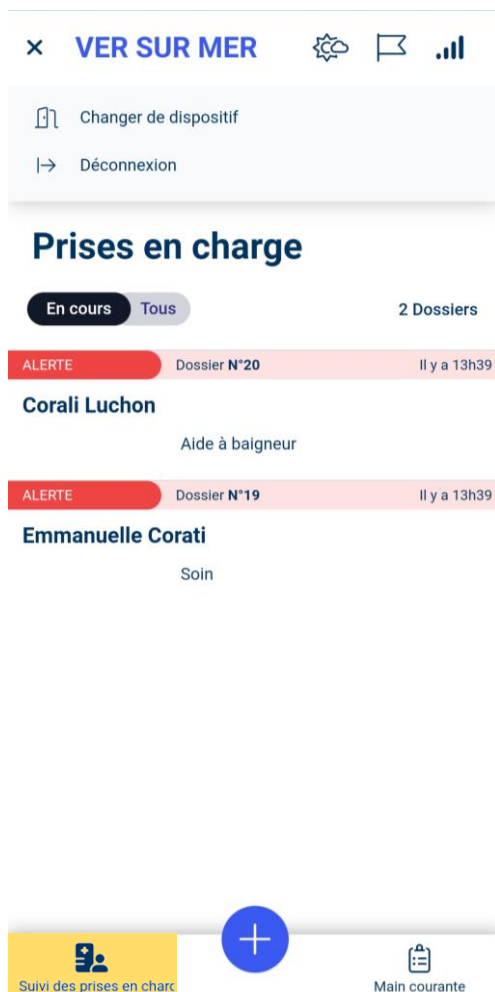 VER SUR MER
Changer de dispositif
Déconnexion
Prises en charge
En cours Tous 2 Dossiers
ALERTE Dossier N°20 Il y a 13h39
Corali Luchon
Aide à baigneur
ALERTE Dossier N°19 Il y a 13h39
Emmanuelle Corati
Soin
Suivi des prises en charc Main courante